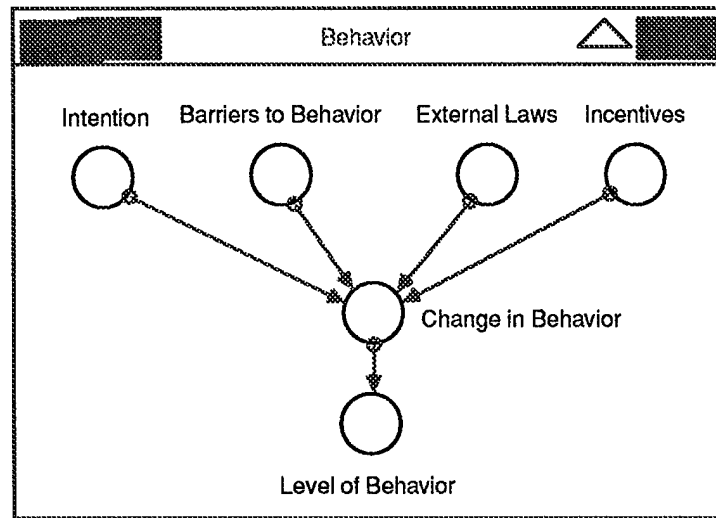 Behavior
Intention
Barriers to Behavior
External Laws
Incentives
Change in Behavior
Level of Behavior